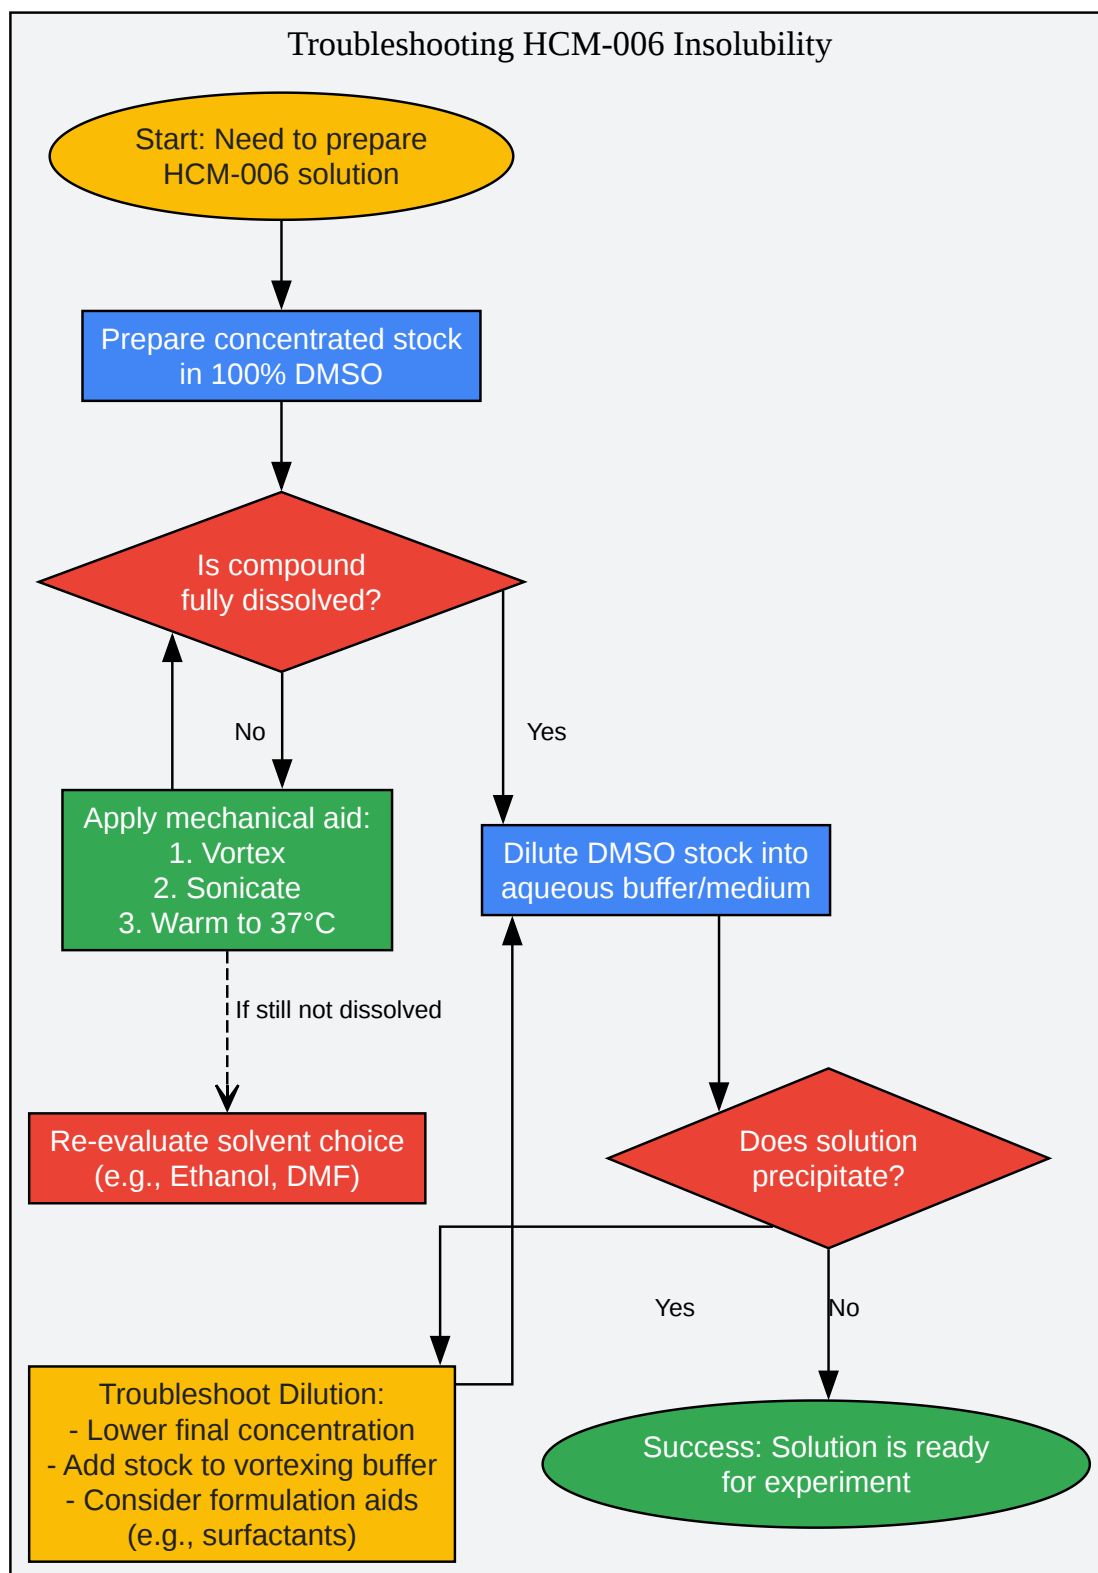 Troubleshooting HCM-006 Insolubility
Start: Need to prepare
HCM-006 solution
Prepare concentrated stock
in 100% DMSO
Is compound
fully dissolved?
No
Yes
Apply mechanical aid:
1. Vortex
2. Sonicate
3. Warm to 37°C
Dilute DMSO stock into
aqueous buffer/medium
If still not dissolved
Re-evaluate solvent choice
(e.g., Ethanol, DMF)
Does solution
precipitate?
Yes
No
Troubleshoot Dilution:
- Lower final concentration
- Add stock to vortexing buffer
- Consider formulation aids
(e.g., surfactants)
Success: Solution is ready
for experiment